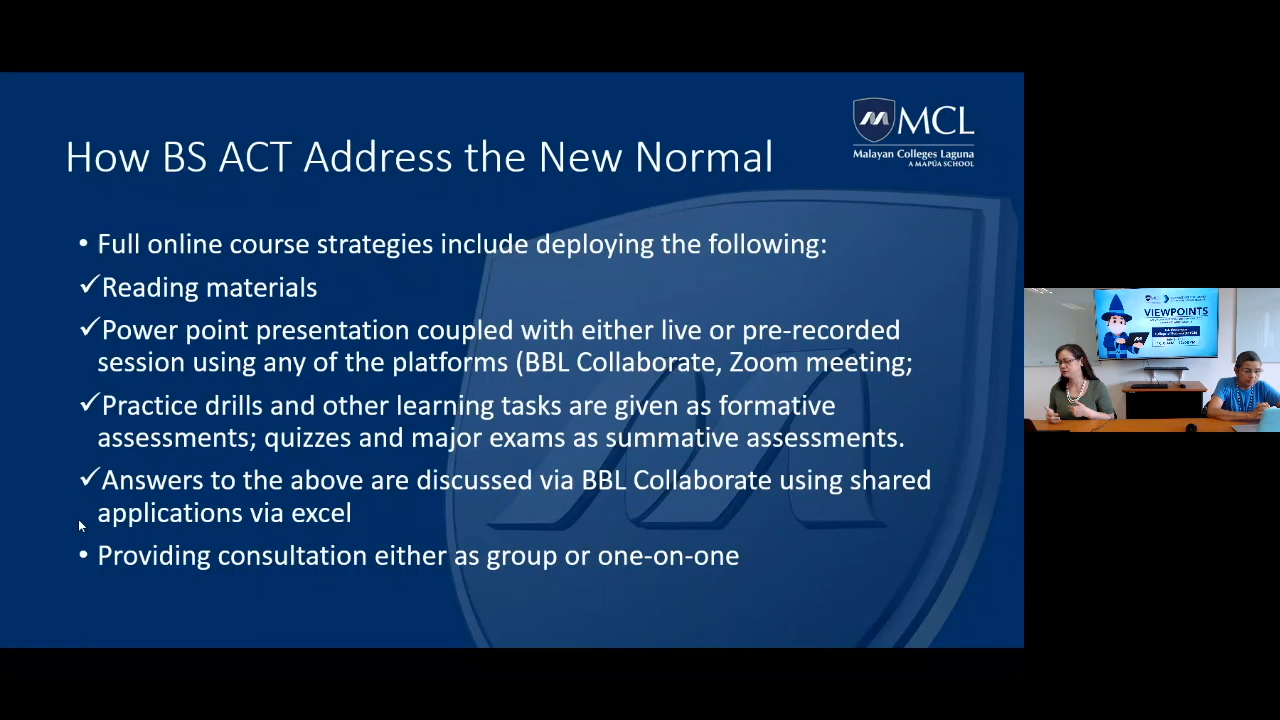 MCL
Malayan Colleges Laguna
A MAPÚA SCHOOL
How BS ACT Address the New Normal
• Full online course strategies include deploying the following:
✓Reading materials
✓Power point presentation coupled with either live or pre-recorded
session using any of the platforms (BBL Collaborate, Zoom meeting;
✓Practice drills and other learning tasks are given as formative
assessments; quizzes and major exams as summative assessments.
✓Answers to the above are discussed via BBL Collaborate using shared
applications via excel
• Providing consultation either as group or one-on-one
VIEWPOINTS